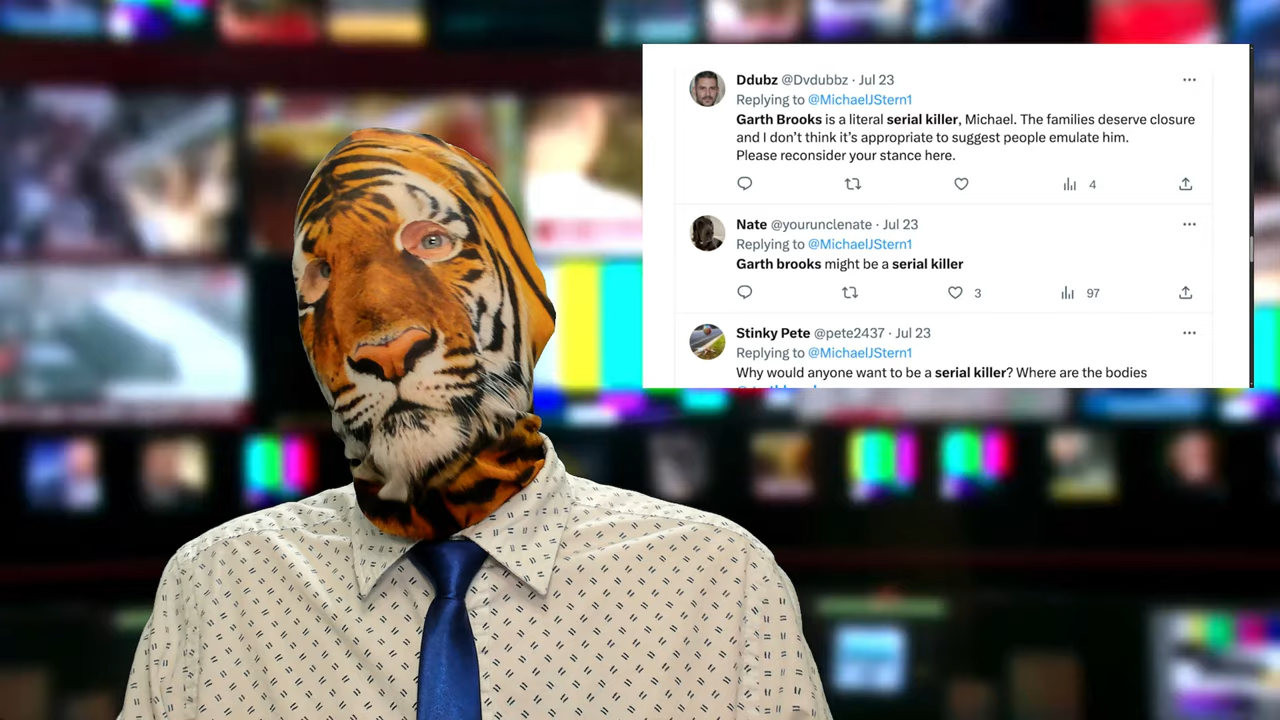 Ddubz @Dvdubbz · Jul 23
Replying to @MichaelJStern1
Garth Brooks is a literal serial killer, Michael. The families deserve closure
and I don’t think it’s appropriate to suggest people emulate him.
Please reconsider your stance here.
4
Nate @yourunclenate · Jul 23
Replying to @MichaelJStern1
Garth brooks might be a serial killer
3 97
Stinky Pete @pete2437 · Jul 23
Replying to @MichaelJStern1
Why would anyone want to be a serial killer? Where are the bodies